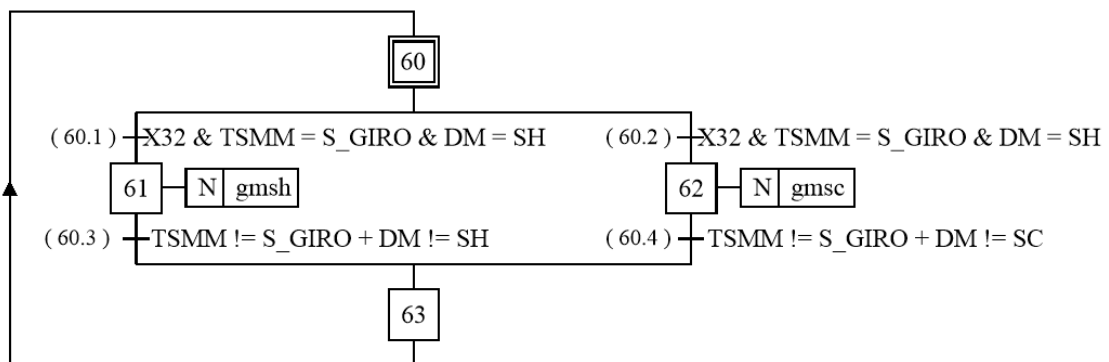 60
( 60.1 ) X32 & TSMM = S_GIRO & DM = SH ( 60.2 ) X32 & TSMM = S_GIRO & DM = SH
61 N gmsh 62 N gmsc
( 60.3 ) TSMM != S_GIRO + DM != SH ( 60.4 ) TSMM != S_GIRO + DM != SC
63